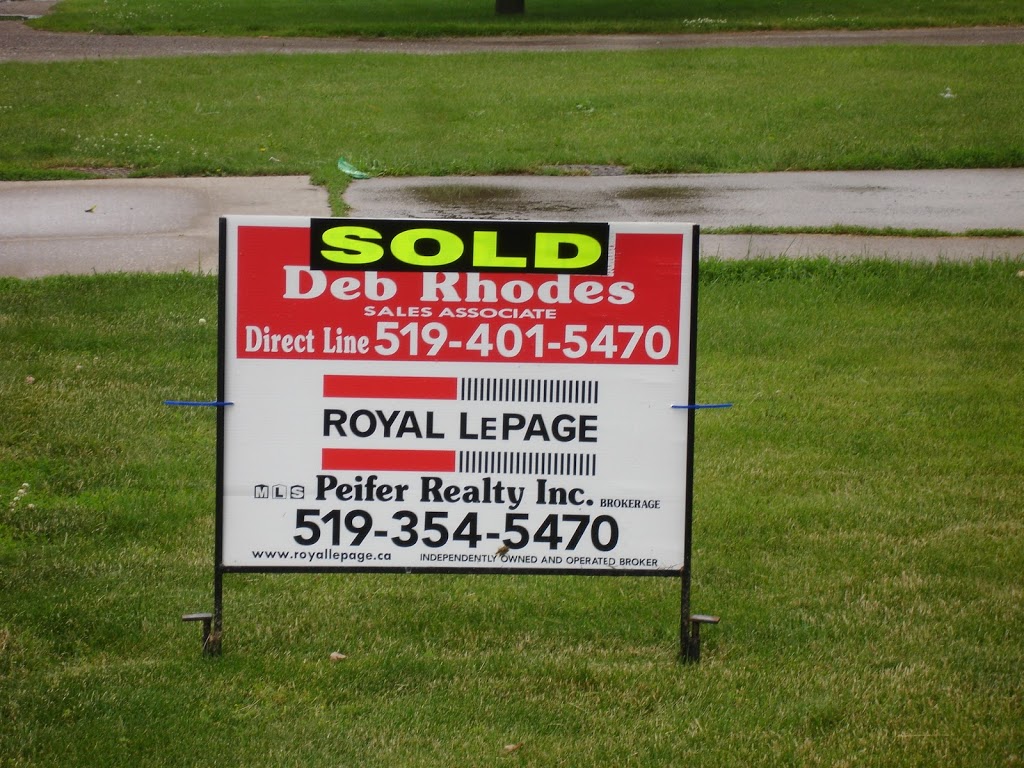 SOLD
Deb Rhodes
SALES ASSOCIATE
Direct Line 519-401-5470
ROYAL LEPAGE
MLS Peifer Realty Inc. BROKERAGE
519-354-5470
www.royallepage.ca INDEPENDENTLY OWNED AND OPERATED BROKER